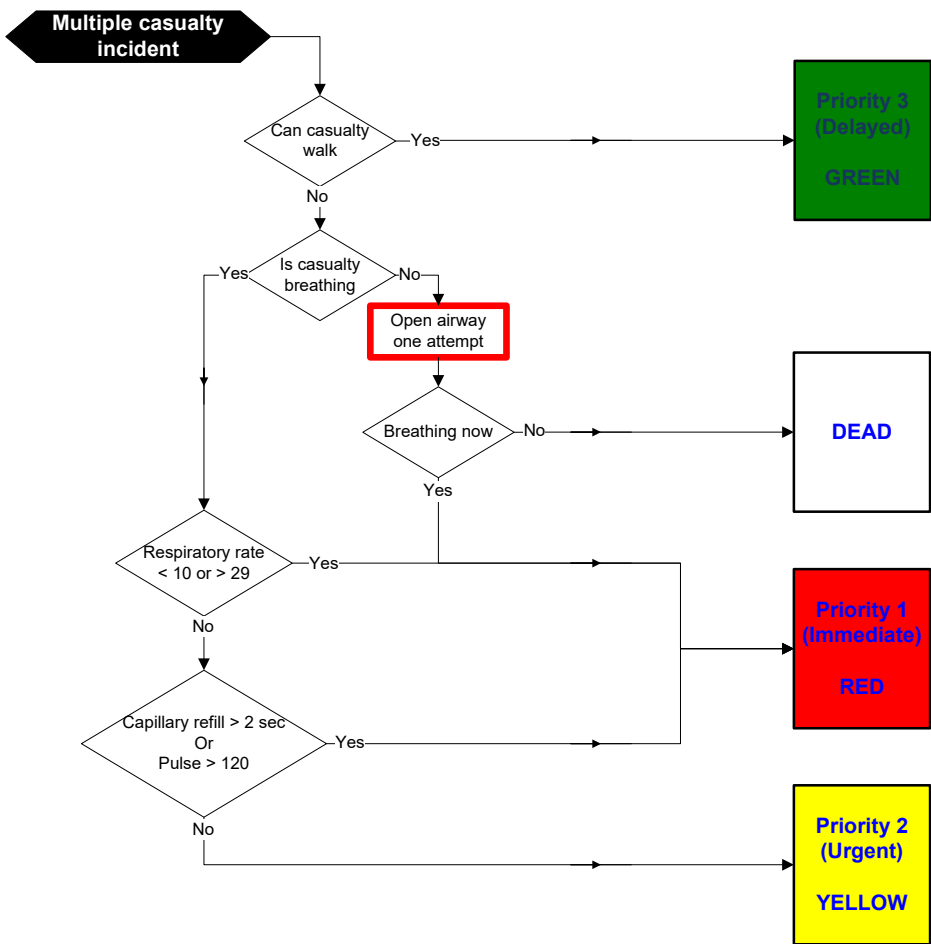 Multiple casualty
incident
Can casualty
walk
Yes
Priority 3
(Delayed)
GREEN
No
Is casualty
breathing
Yes
No
Open airway
one attempt
Breathing now
No
DEAD
Yes
Respiratory rate
< 10 or > 29
Yes
Priority 1
(Immediate)
RED
No
Capillary refill > 2 sec
Or
Pulse > 120
Yes
No
Priority 2
(Urgent)
YELLOW